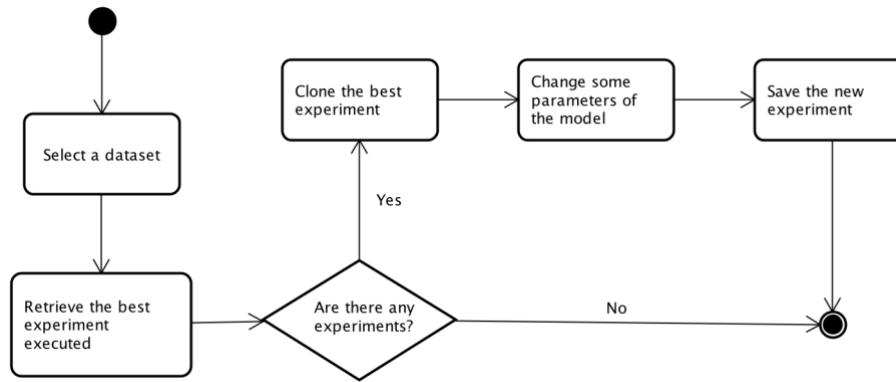 Select a dataset
Retrieve the best
experiment
executed
Are there any
experiments?
Yes
No
Clone the best
experiment
Change some
parameters of
the model
Save the new
experiment